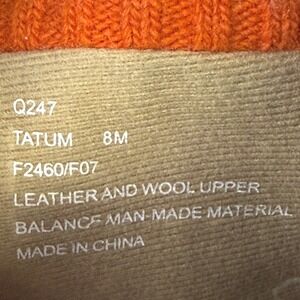 Q247
TATUM 8M
F2460/F07
LEATHER AND WOOL UPPER
BALANCE MAN-MADE MATERIAL
MADE IN CHINA